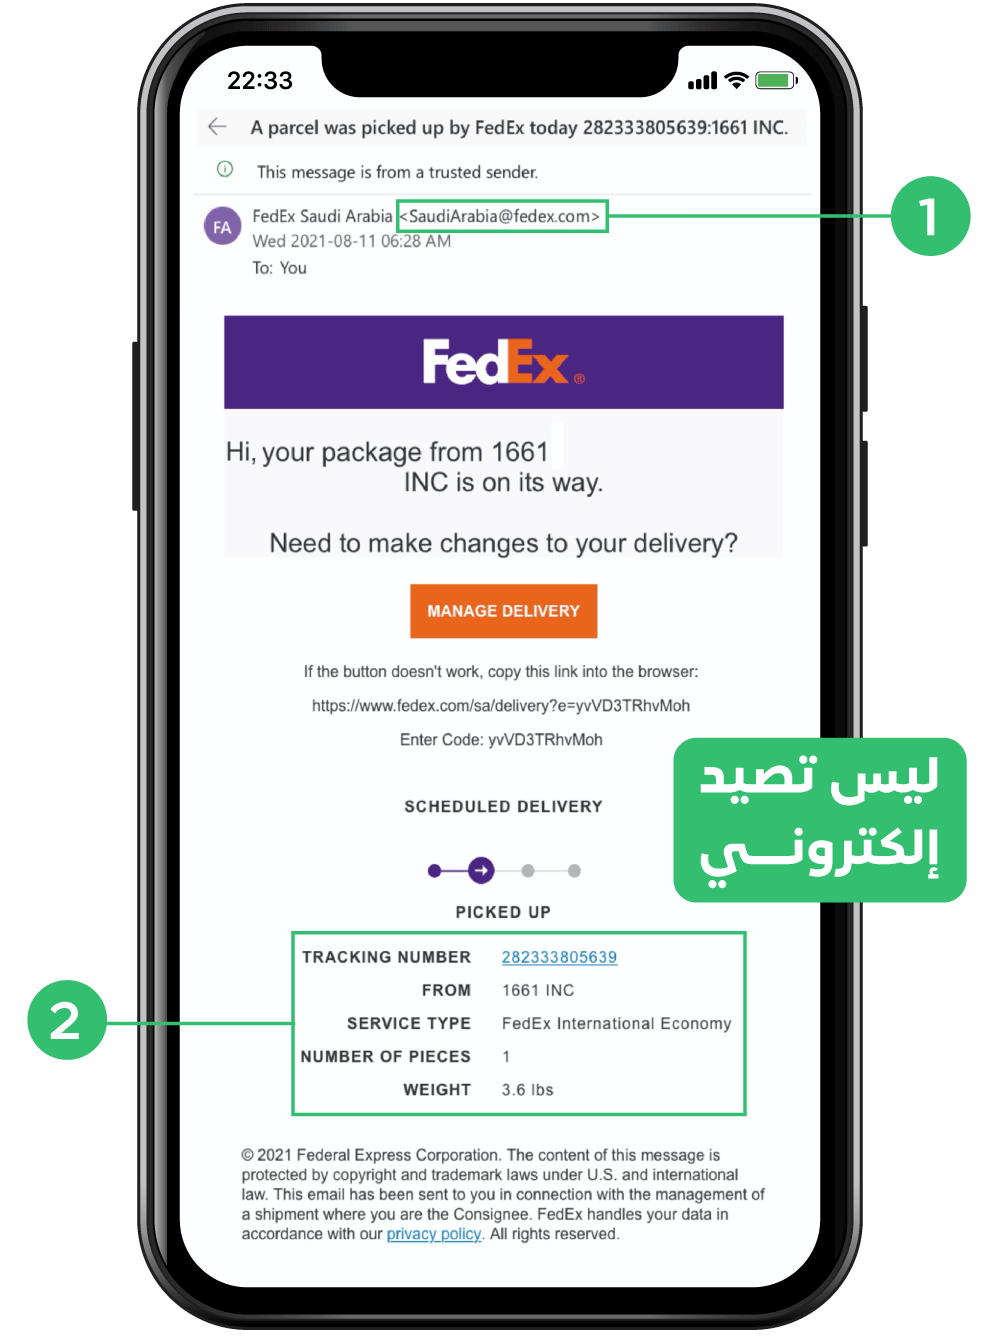 22:33
A parcel was picked up by FedEx today 282333805639:1661 INC.
This message is from a trusted sender.
FA
FedEx Saudi Arabia <SaudiArabia@fedex.com>
1
Wed 2021-08-11 06:28 AM
To: You
FedEx®
Hi, your package from 1661
INC is on its way.
Need to make changes to your delivery?
MANAGE DELIVERY
If the button doesn't work, copy this link into the browser:
https://www.fedex.com/sa/delivery?e=yvVD3TRhvMoh
Enter Code: yvVD3TRhvMoh
ليس تصيد
إلكتروني
SCHEDULED DELIVERY
PICKED UP
2
TRACKING NUMBER 282333805639
FROM 1661 INC
SERVICE TYPE FedEx International Economy
NUMBER OF PIECES 1
WEIGHT 3.6 lbs
© 2021 Federal Express Corporation. The content of this message is
protected by copyright and trademark laws under U.S. and international
law. This email has been sent to you in connection with the management of
a shipment where you are the Consignee. FedEx handles your data in
accordance with our privacy policy. All rights reserved.